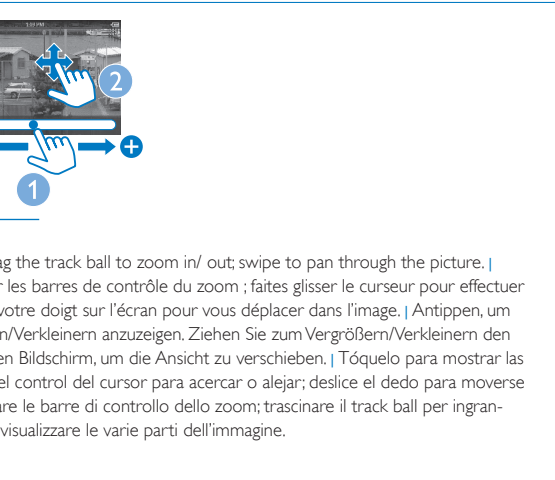 1:09 PM
2
1
ag the track ball to zoom in/ out; swipe to pan through the picture. |
r les barres de contrôle du zoom ; faites glisser le curseur pour effectuer
votre doigt sur l'écran pour vous déplacer dans l'image. | Antippen, um
n/Verkleinern anzuzeigen. Ziehen Sie zum Vergrößern/Verkleinern den
en Bildschirm, um die Ansicht zu verschieben. | Tóquelo para mostrar las
el control del cursor para acercar o alejar; deslice el dedo para moverse
are le barre di controllo dello zoom; trascinare il track ball per ingran-
visualizzare le varie parti dell'immagine.